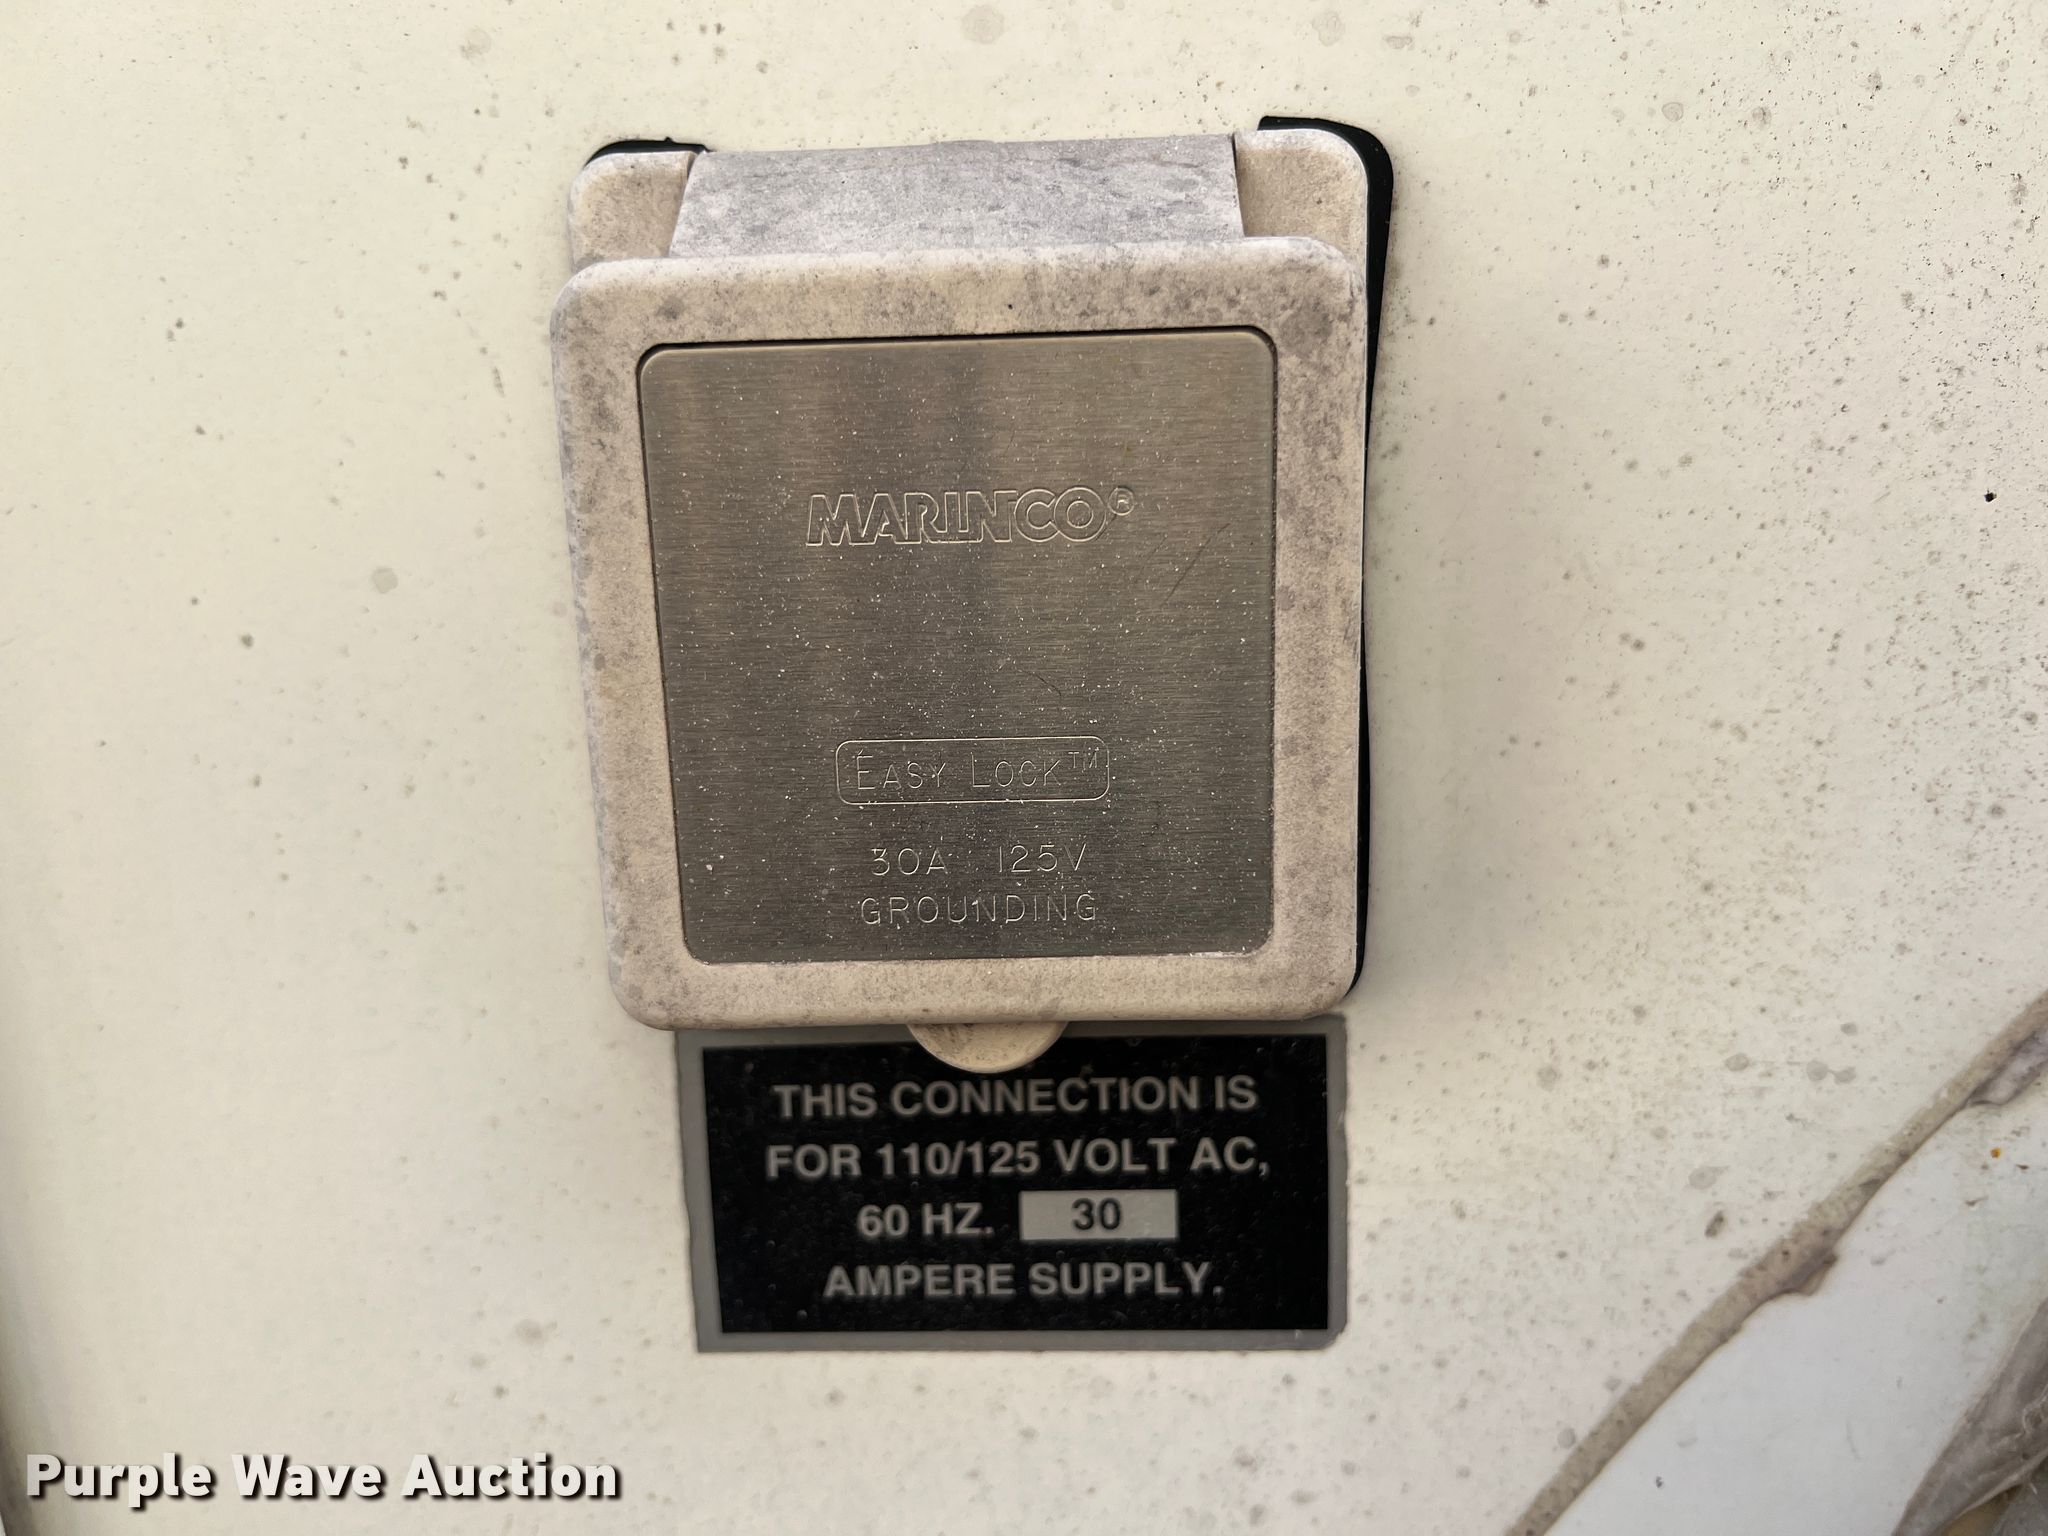 MARINCO®
EASY LOCK™
30A 125V
GROUNDING
THIS CONNECTION IS
FOR 110/125 VOLT AC,
60 HZ. 30
AMPERE SUPPLY.
Purple Wave Auction